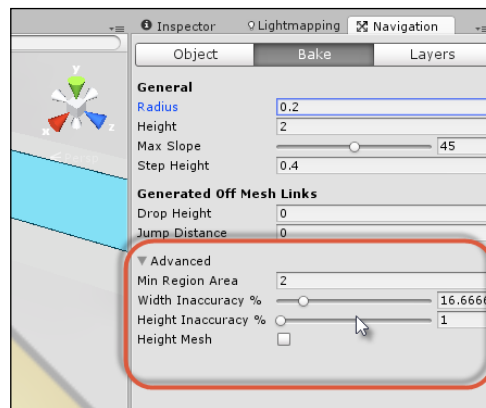 Inspector Lightmapping Navigation
Object Bake Layers
General
Radius 0.2
Height 2
Max Slope 45
Step Height 0.4
Generated Off Mesh Links
Drop Height 0
Jump Distance 0
Advanced
Min Region Area 2
Width Inaccuracy % 16.6666
Height Inaccuracy % 1
Height Mesh
y
x
z